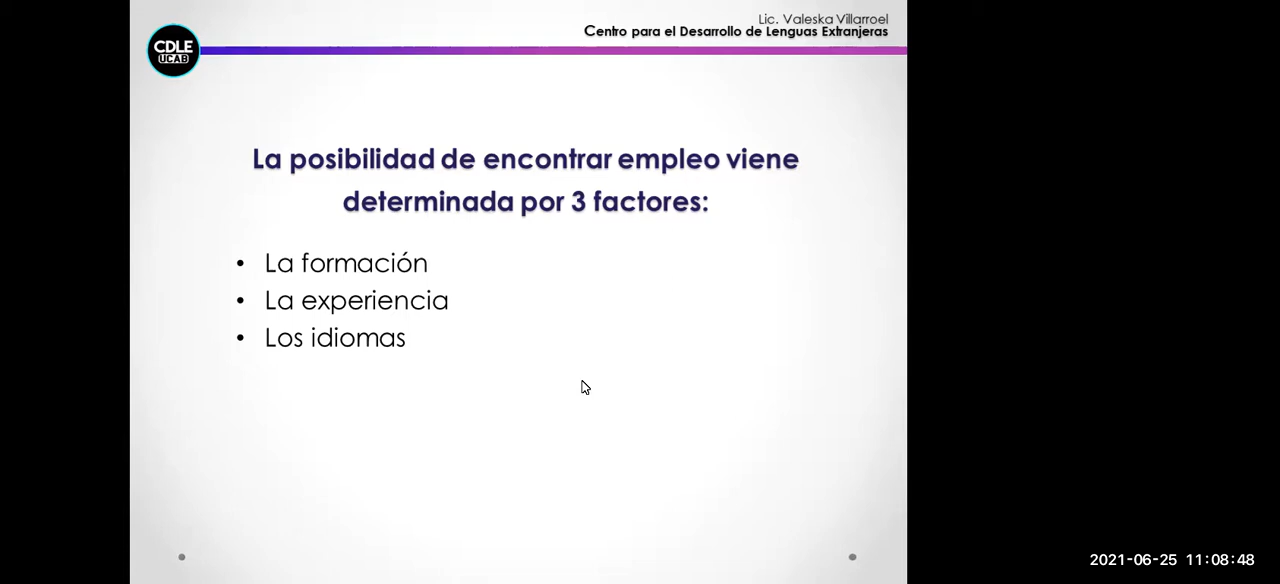 Lic. Valeska Villarroel
Centro para el Desarrollo de Lenguas Extranjeras
CDLE
UCAB
La posibilidad de encontrar empleo viene
determinada por 3 factores:
• La formación
• La experiencia
• Los idiomas
2021-06-25 11:08:48